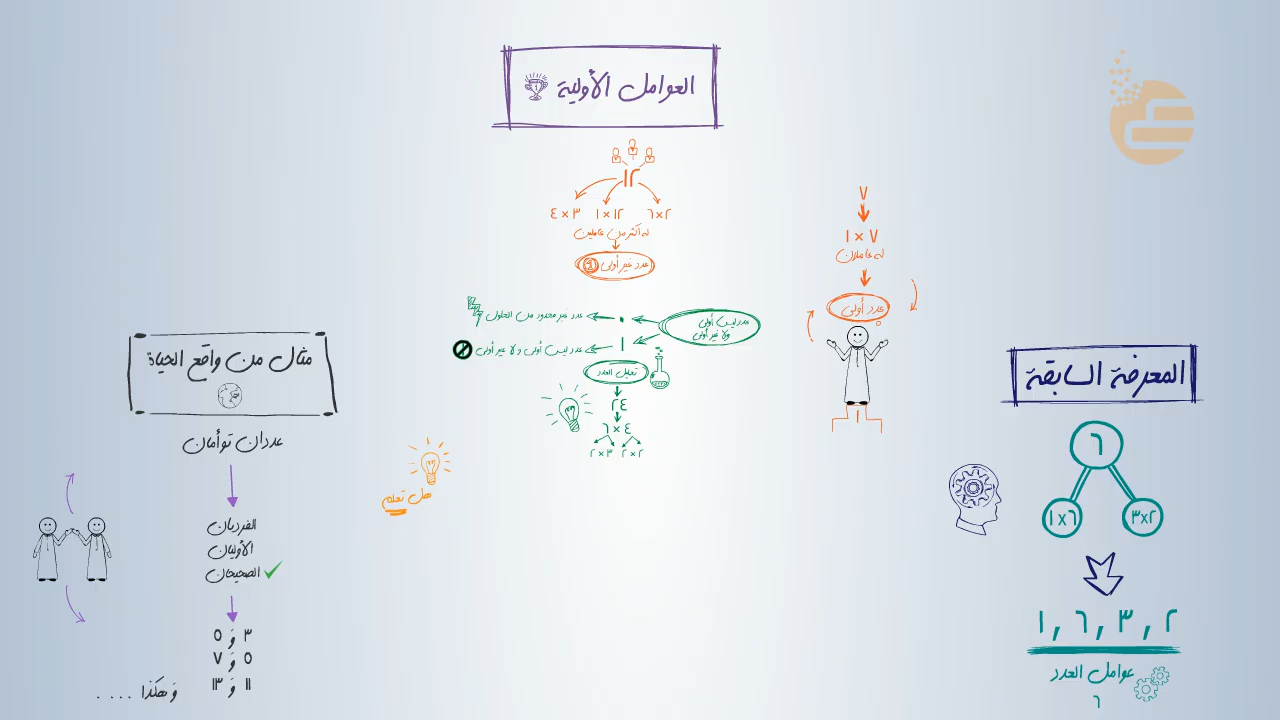 العوامل الأولية
١٢
٦×٢ ١×١٢ ٤×٣
له أكثر من عاملين
عدد غير أولي
٧
١×٧
له عاملان
عدد أولي
عدد ليس أولي
ولا غير أولي
٠
عدد غير محدود من الحلول
١
عدد ليس أولي ولا غير أولي
تحليل العدد
٢٤
٦×٤
٢×٣ ٢×٢
المعرفة السابقة
٦
٣×٢ ١×٦
١,٦,٣,٢
عوامل العدد
٦
هل تعلم
مثال من واقع الحياة
عددان توأمان
الفرديان
الأوليان
الصحيحان
٣ و ٥
٥ و ٧
١١ و ١٣
وهكذا ....